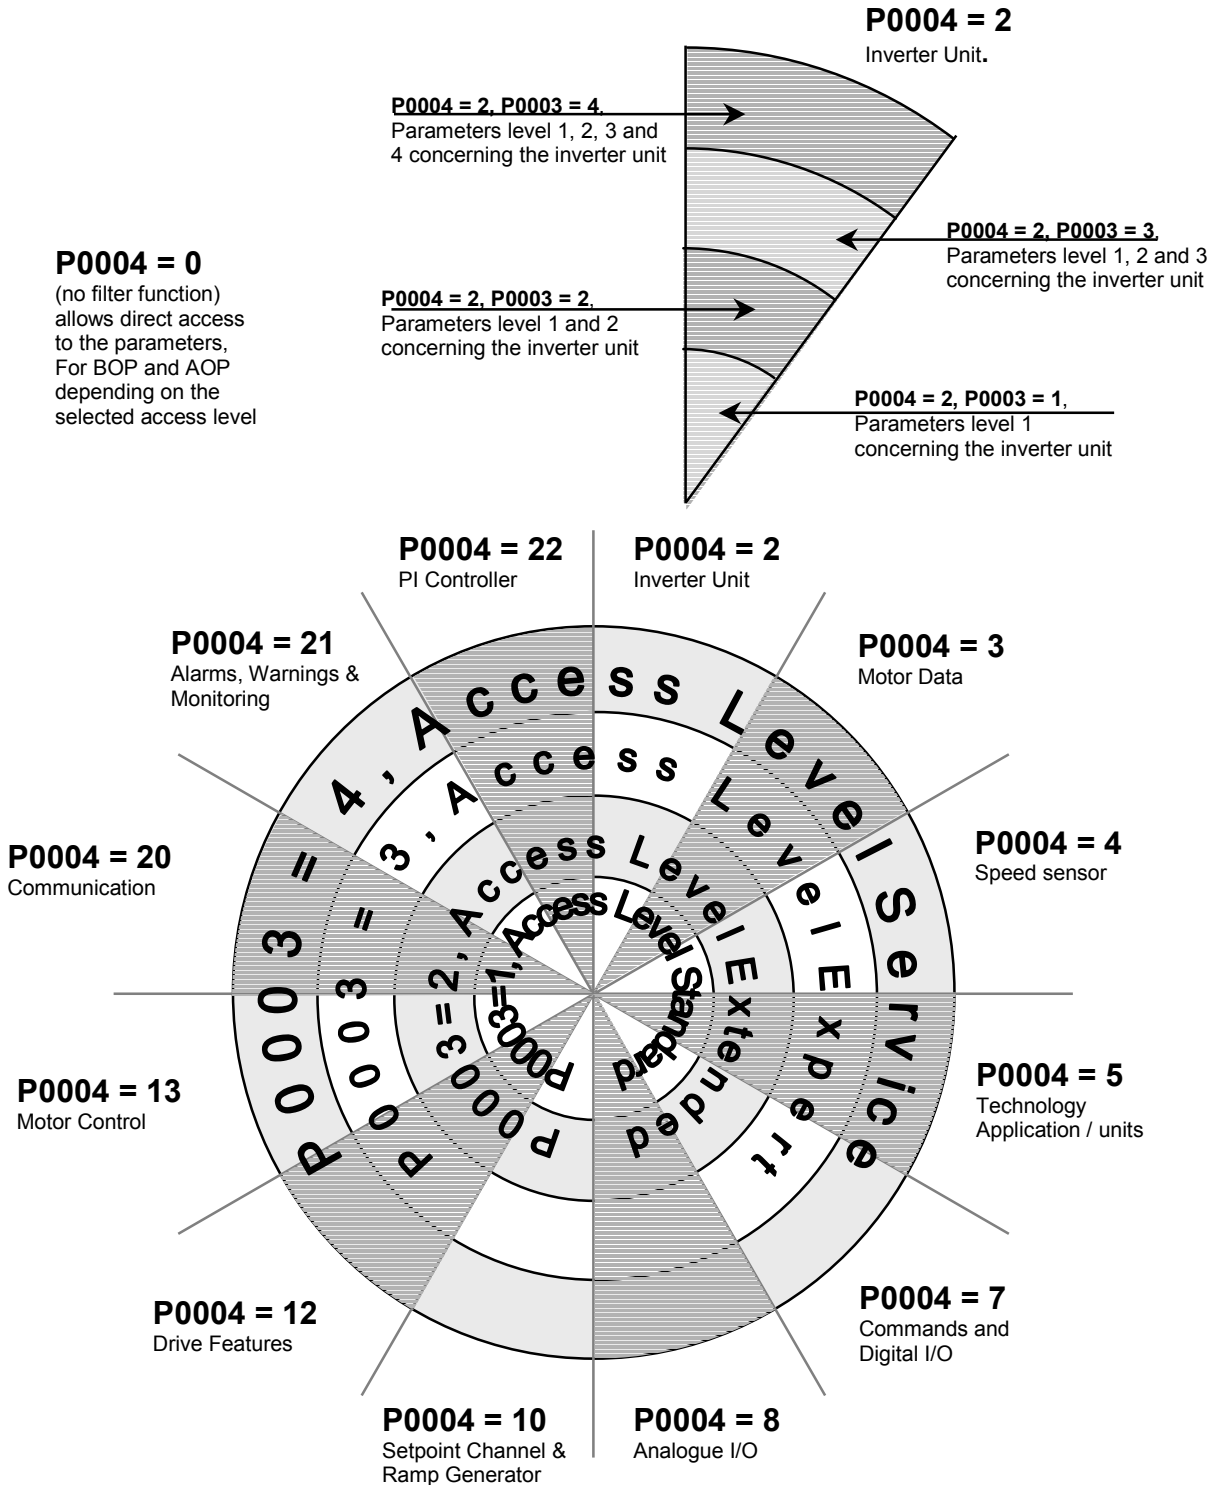 P0004 = 2
Inverter Unit.
P0004 = 2, P0003 = 4,
Parameters level 1, 2, 3 and
4 concerning the inverter unit
P0004 = 2, P0003 = 3,
Parameters level 1, 2 and 3
concerning the inverter unit
P0004 = 0
(no filter function)
allows direct access
to the parameters,
For BOP and AOP
depending on the
selected access level
P0004 = 2, P0003 = 2,
Parameters level 1 and 2
concerning the inverter unit
P0004 = 2, P0003 = 1,
Parameters level 1
concerning the inverter unit
P0004 = 22
PI Controller
P0004 = 2
Inverter Unit
P0004 = 21
Alarms, Warnings &
Monitoring
P0004 = 3
Motor Data
P0004 = 20
Communication
P0004 = 4
Speed sensor
P0003 = 4, Access Level Service
P0003 = 3, Access Level Expert
P0003=2, Access Level Extended
P0003=1, Access Level Standard
P0004 = 13
Motor Control
P0004 = 5
Technology
Application / units
P0004 = 12
Drive Features
P0004 = 7
Commands and
Digital I/O
P0004 = 10
Setpoint Channel &
Ramp Generator
P0004 = 8
Analogue I/O